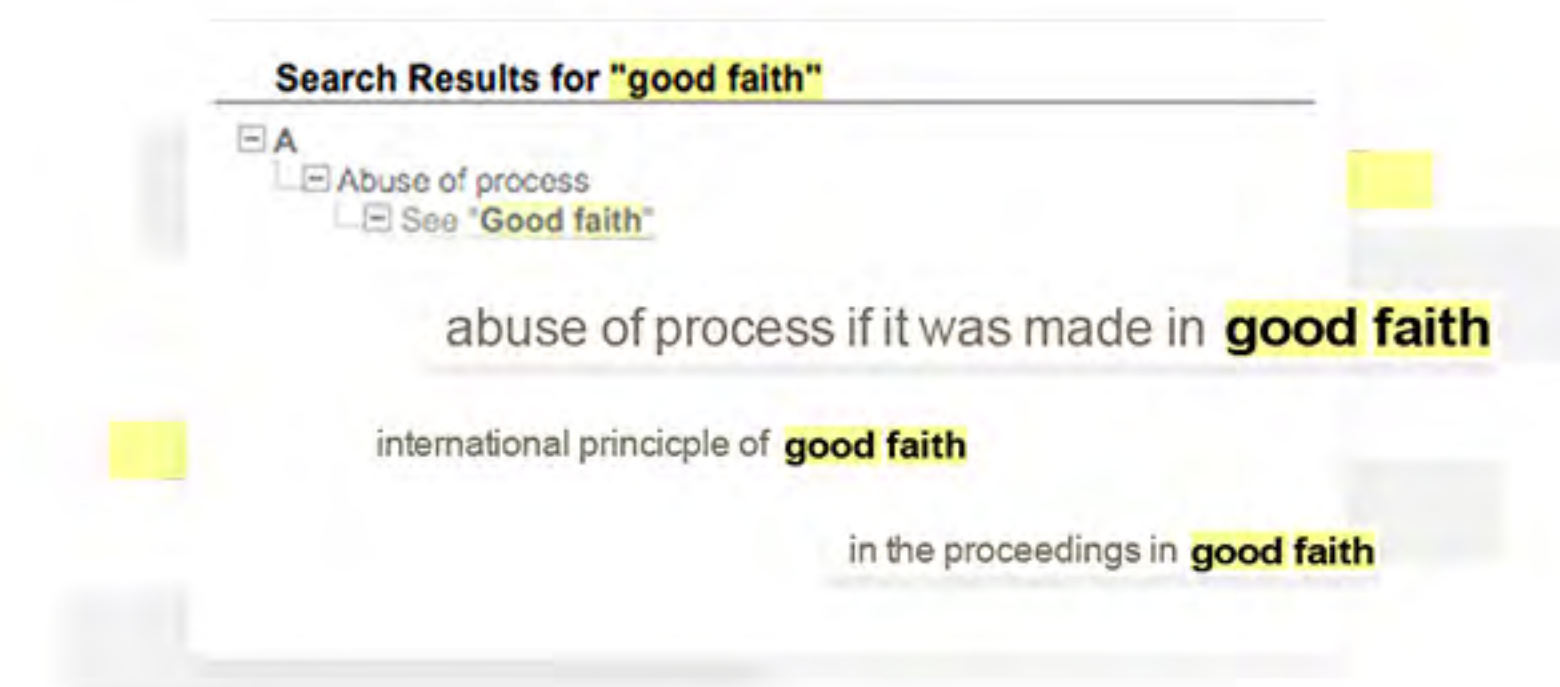 Search Results for "good faith"
A
Abuse of process
See "Good faith"
abuse of process if it was made in good faith
international princicple of good faith
in the proceedings in good faith